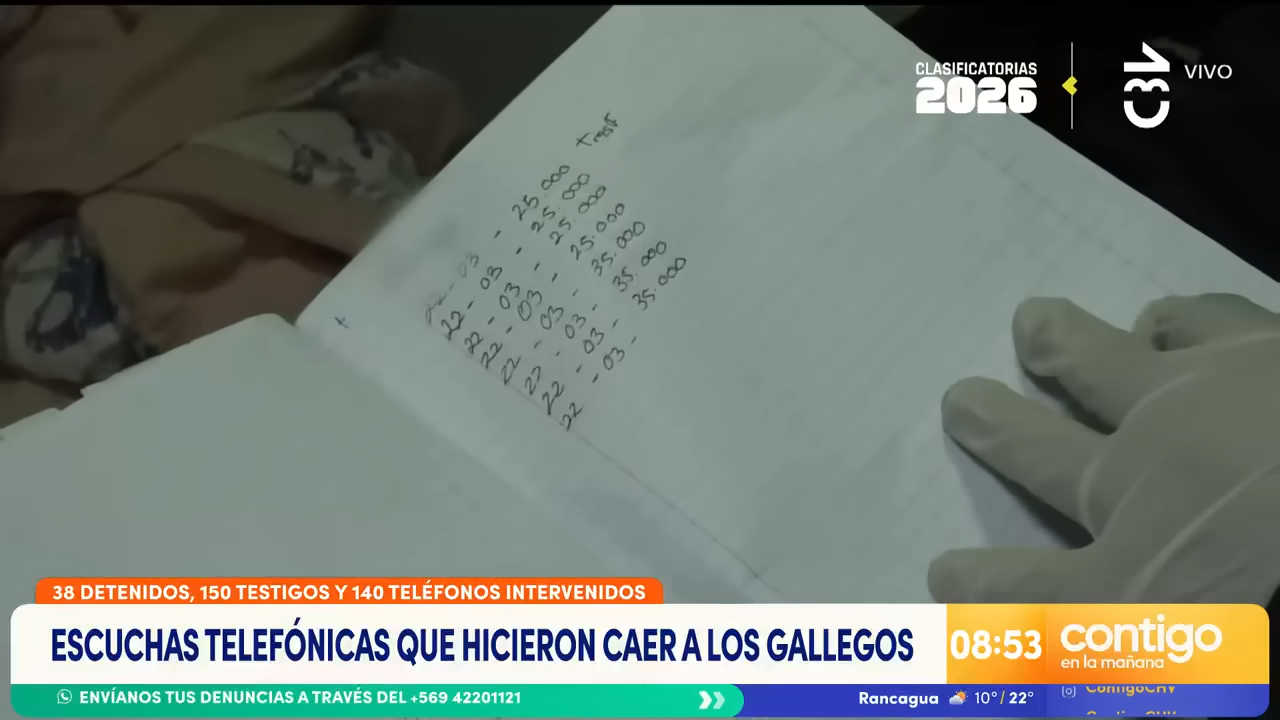 CLASIFICATORIAS
2026
CHV VIVO
22 - 03 - 25.000
22 - 03 - 25.000
22 - 03 - 25.000
22 - 03 - 25.000
22 - 03 - 35.000
22 - 03 - 35.000
22 - 03 - 35.000
22 - 03 -
38 DETENIDOS, 150 TESTIGOS Y 140 TELÉFONOS INTERVENIDOS
ESCUCHAS TELEFÓNICAS QUE HICIERON CAER A LOS GALLEGOS
08:53
contigo
en la mañana
ENVÍANOS TUS DENUNCIAS A TRAVÉS DEL +569 42201121
Rancagua 10°/ 22°
ContigoCHV